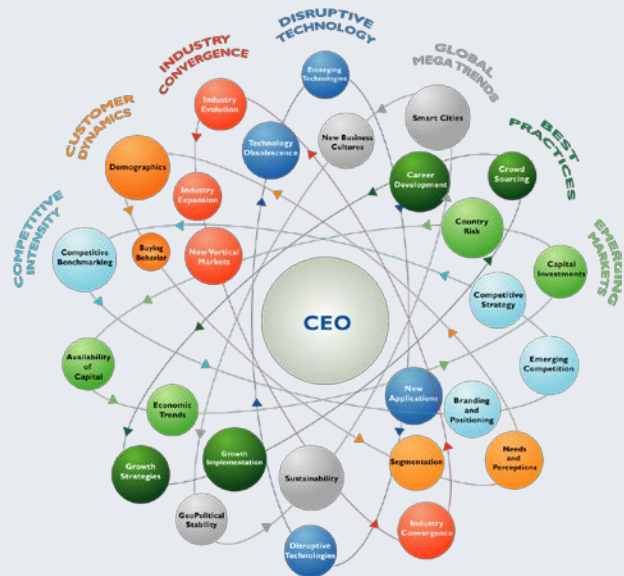 DISRUPTIVE
TECHNOLOGY
INDUSTRY
CONVERGENCE
GLOBAL
MEGA TRENDS
CUSTOMER
DYNAMICS
BEST
PRACTICES
COMPETITIVE
INTENSITY
EMERGING
MARKETS
Emerging
Technologies
Industry
Evolution
Smart Cities
Technology
Obsolescence
New Business
Cultures
Demographics
Career
Development
Crowd
Sourcing
Industry
Expansion
Country
Risk
Competitive
Benchmarking
Buying
Behavior
New Vertical
Markets
Capital
Investments
Competitive
Strategy
CEO
Availability
of
Capital
Emerging
Competition
Economic
Trends
New
Applications
Branding
and
Positioning
Growth
Strategies
Growth
Implementation
Sustainability
Segmentation
Needs
and
Perceptions
GeoPolitical
Stability
Disruptive
Technologies
Industry
Convergence